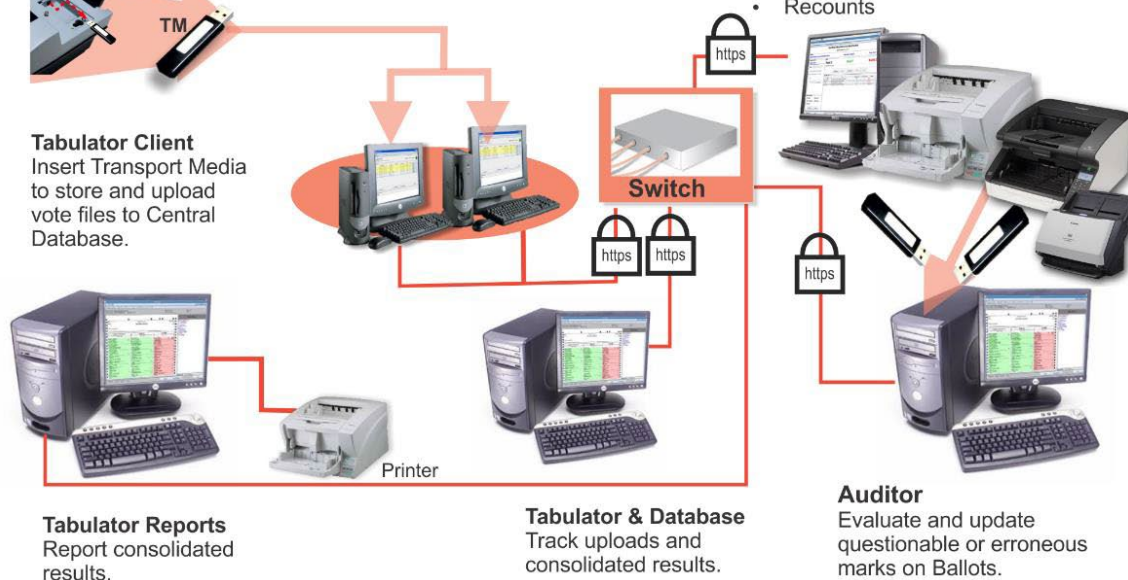 • Recounts
TM
https
Tabulator Client
Insert Transport Media
to store and upload
vote files to Central
Database.
Switch
https
https
https
Printer
Tabulator Reports
Report consolidated
results.
Tabulator & Database
Track uploads and
consolidated results.
Auditor
Evaluate and update
questionable or erroneous
marks on Ballots.